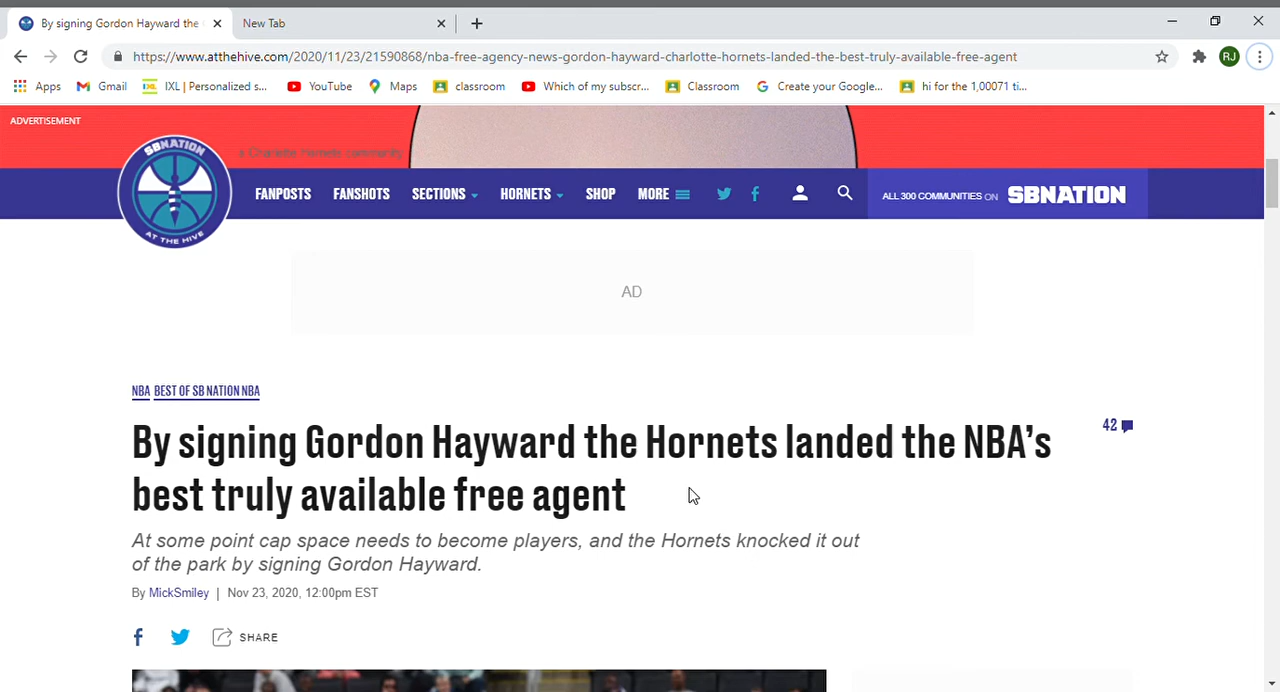 By signing Gordon Hayward the
New Tab
https://www.atthehive.com/2020/11/23/21590868/nba-free-agency-news-gordon-hayward-charlotte-hornets-landed-the-best-truly-available-free-agent
RJ
Apps Gmail IXL | Personalized s... YouTube Maps classroom Which of my subscr... Classroom Create your Google... hi for the 1,00071 ti...
ADVERTISEMENT
a Charlotte Hornets community
SBNATION
AT THE HIVE
FANPOSTS FANSHOTS SECTIONS HORNETS SHOP MORE ALL 300 COMMUNITIES ON SBNATION
AD
NBA BEST OF SB NATION NBA
By signing Gordon Hayward the Hornets landed the NBA's
best truly available free agent
42
At some point cap space needs to become players, and the Hornets knocked it out
of the park by signing Gordon Hayward.
By MickSmiley | Nov 23, 2020, 12:00pm EST
SHARE